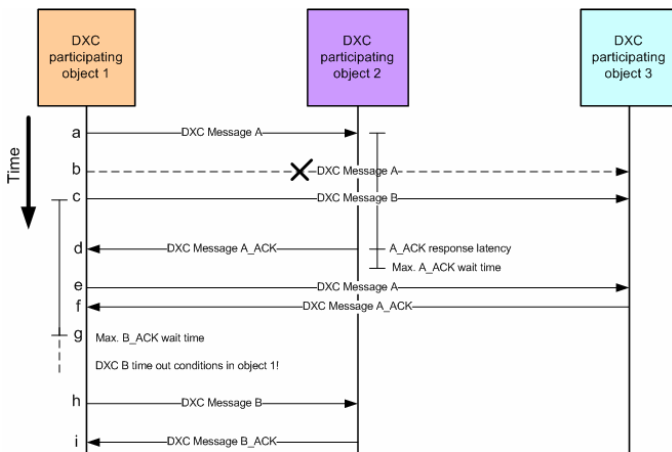 DXC
participating
object 1
DXC
participating
object 2
DXC
participating
object 3
Time
a
DXC Message A
b
DXC Message A
c
DXC Message B
d
DXC Message A_ACK
A_ACK response latency
Max. A_ACK wait time
e
DXC Message A
f
DXC Message A_ACK
g
Max. B_ACK wait time
DXC B time out conditions in object 1!
h
DXC Message B
i
DXC Message B_ACK